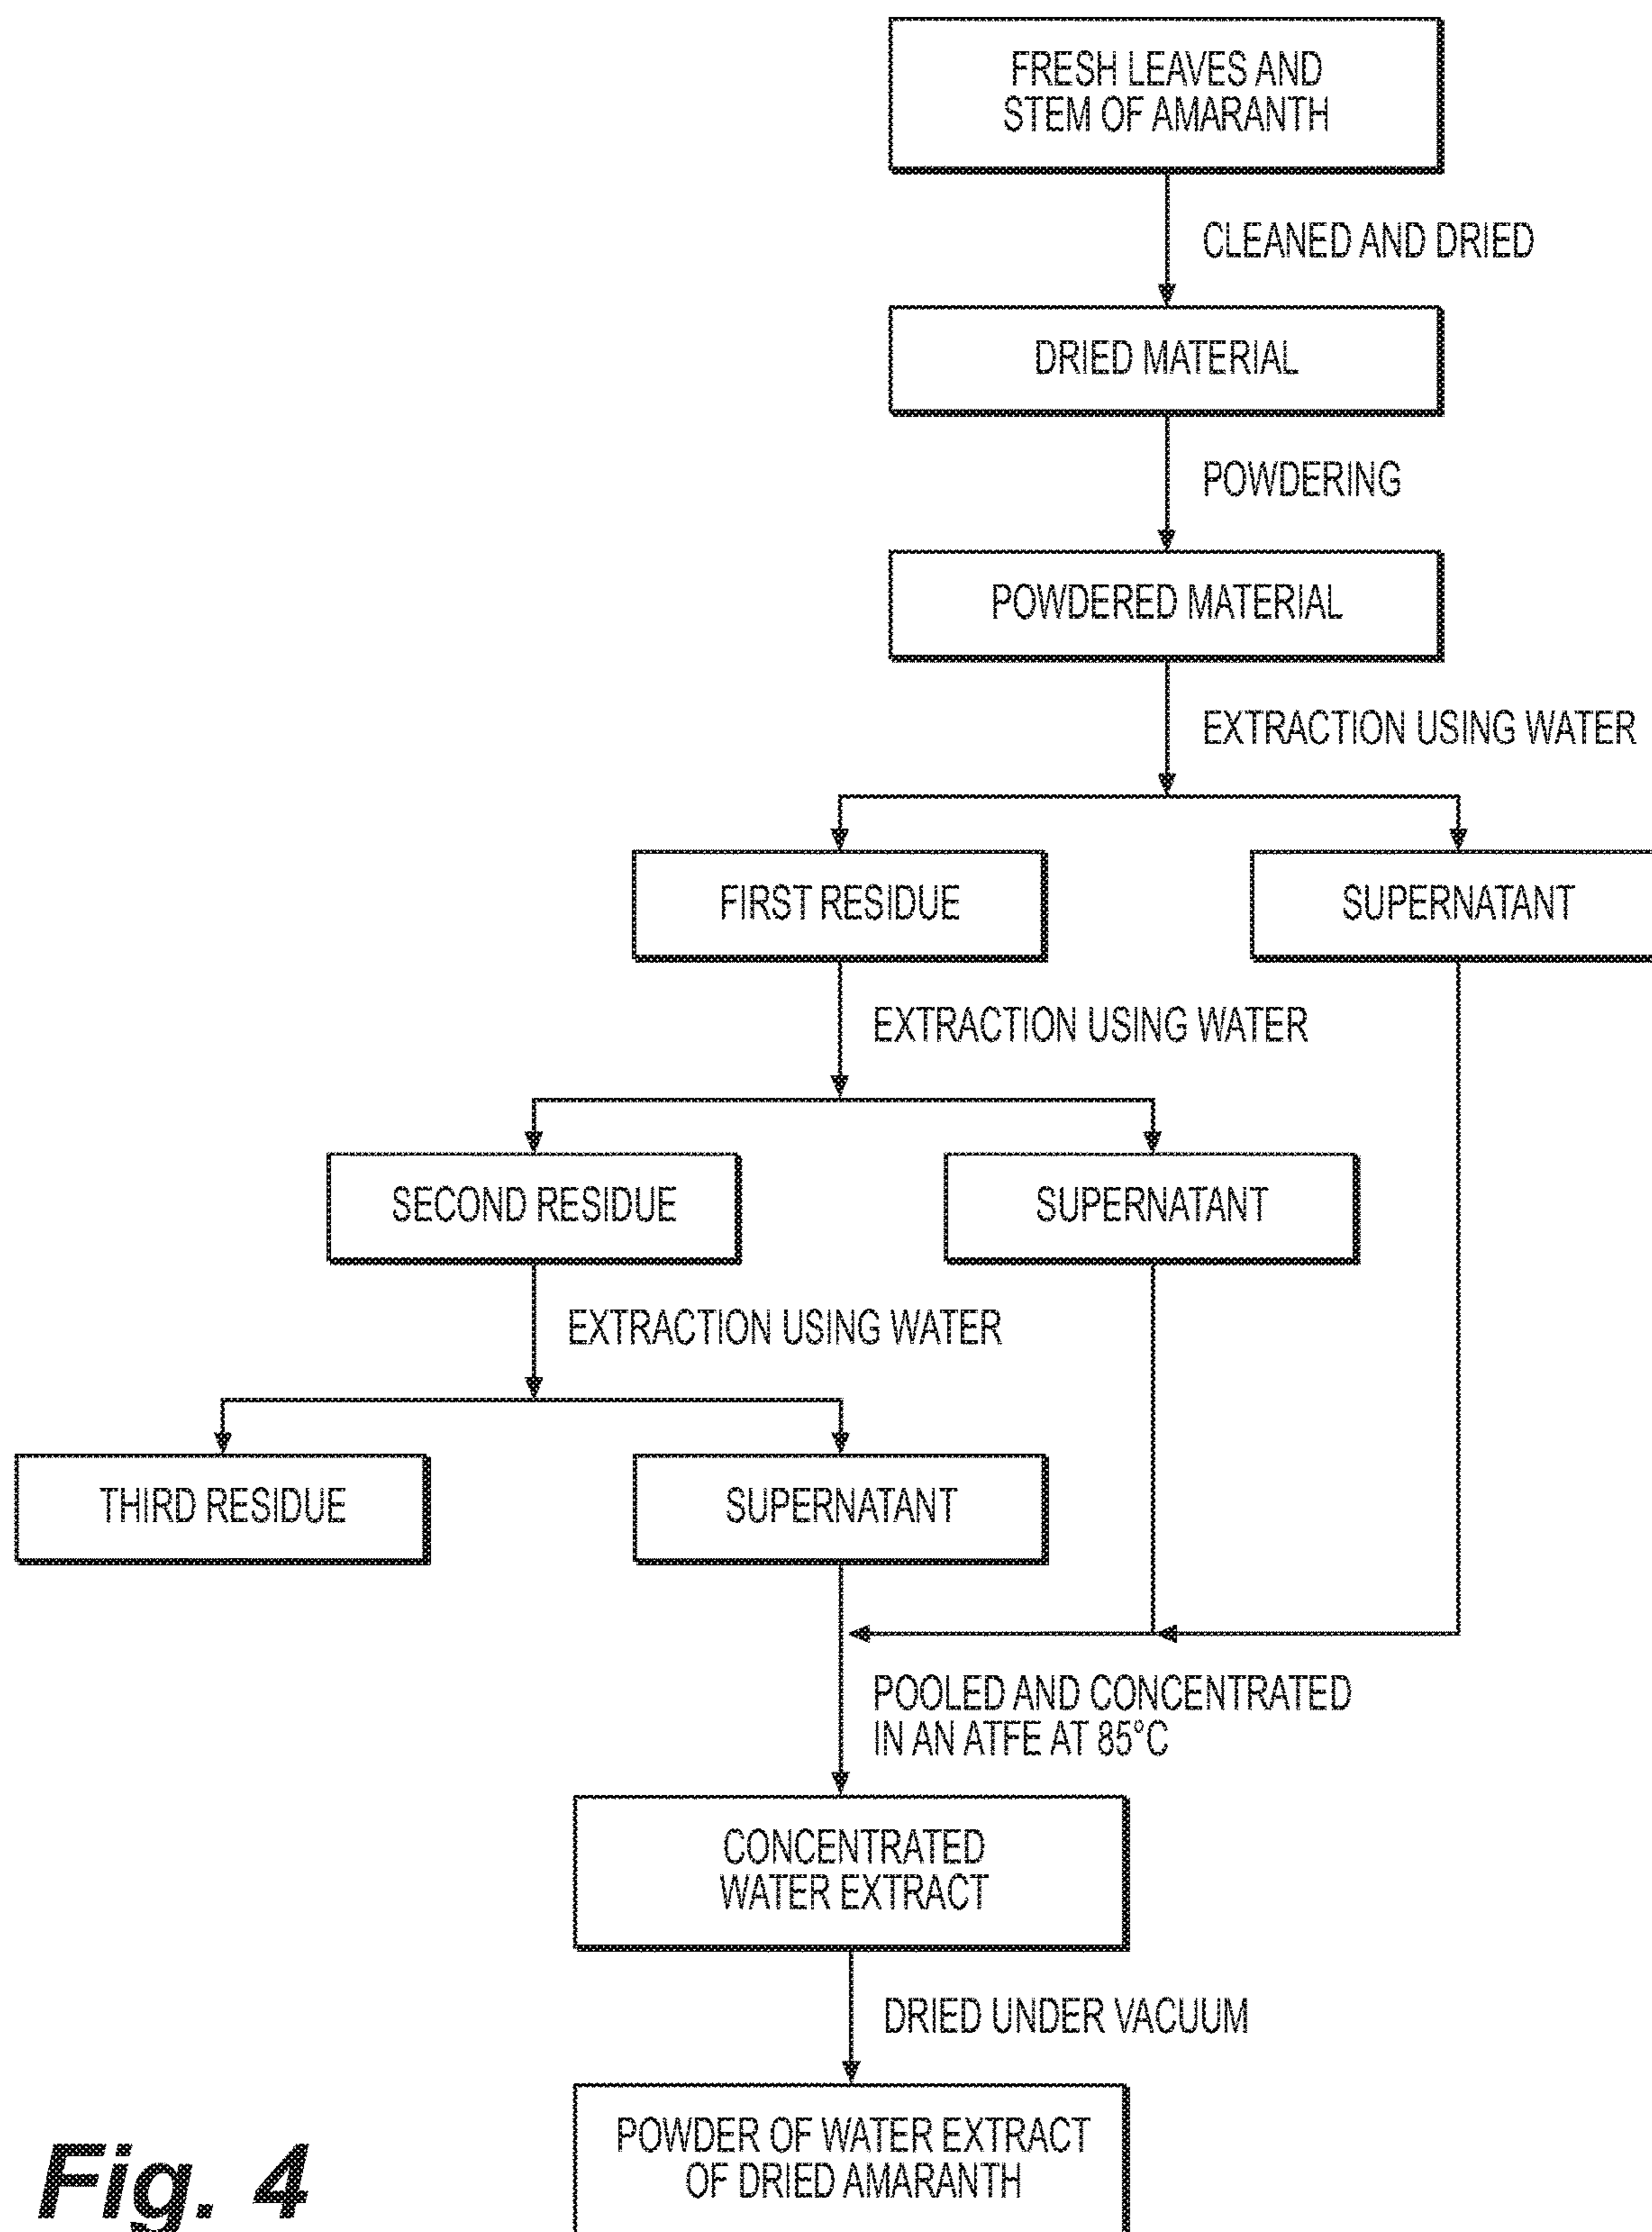 FRESH LEAVES AND
STEM OF AMARANTH
CLEANED AND DRIED
DRIED MATERIAL
POWDERING
POWDERED MATERIAL
EXTRACTION USING WATER
FIRST RESIDUE
SUPERNATANT
EXTRACTION USING WATER
SECOND RESIDUE
SUPERNATANT
EXTRACTION USING WATER
THIRD RESIDUE
SUPERNATANT
POOLED AND CONCENTRATED
IN AN ATFE AT 85°C
CONCENTRATED
WATER EXTRACT
DRIED UNDER VACUUM
POWDER OF WATER EXTRACT
OF DRIED AMARANTH
Fig. 4